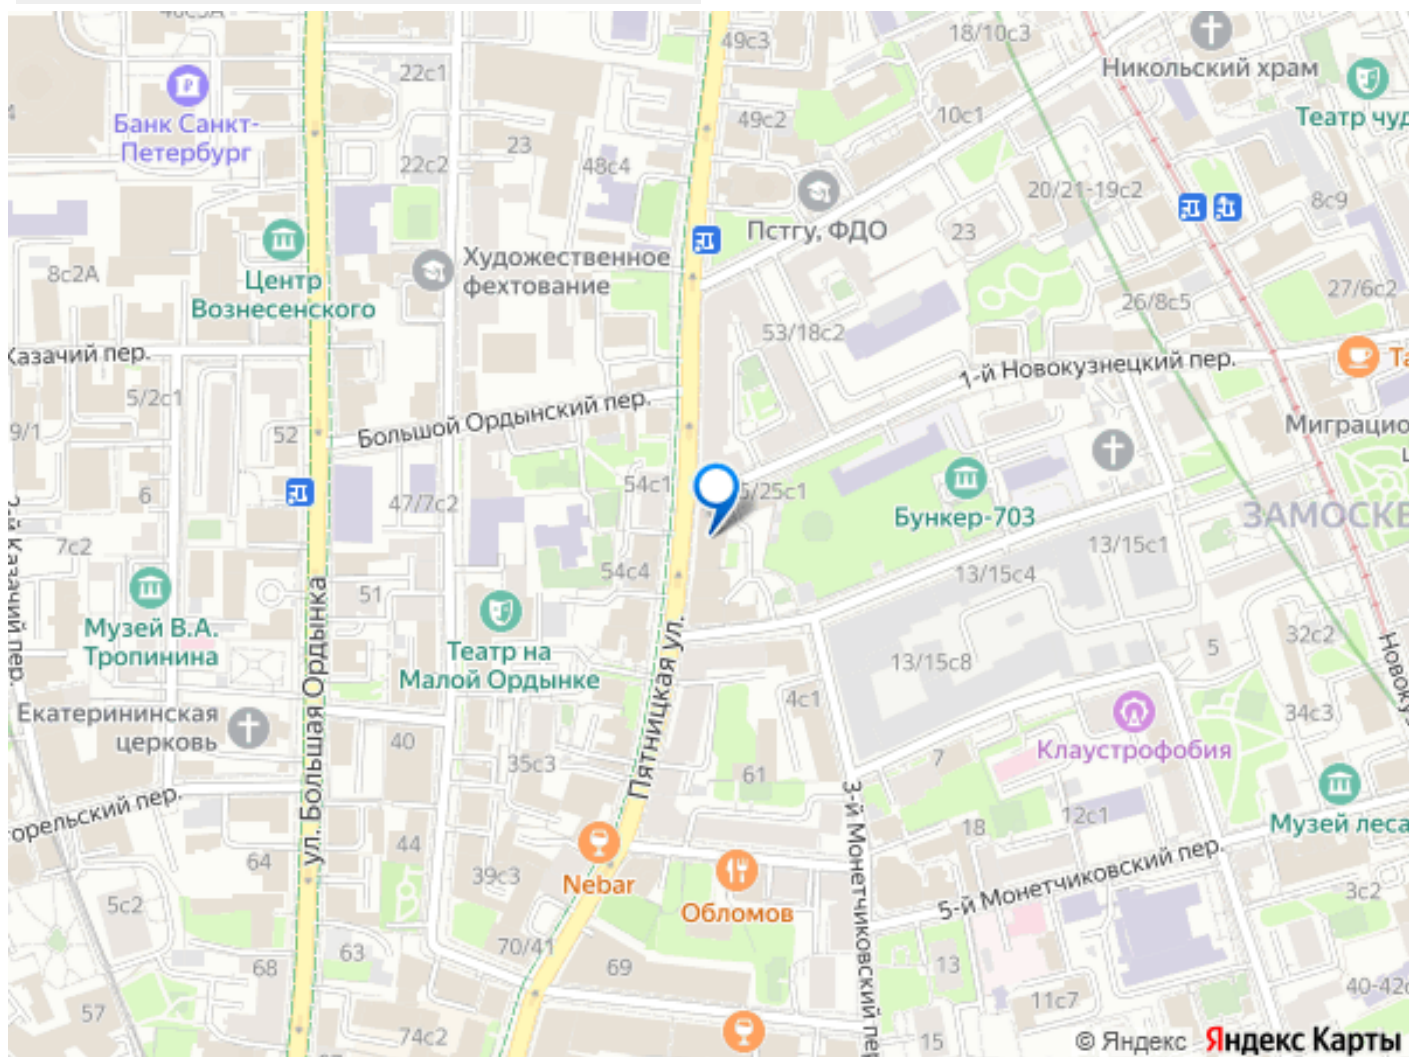 49с3
18/10с3
Никольский храм
22с1
Театр чуд
Банк Санкт-
Петербург
49с2
10с1
23
22с2
48с4
20/21-19с2
8с9
Пстгу, ФДО
23
Художественное
фехтование
8с2А
Центр
Вознесенского
27/6с2
26/8с5
53/18с2
Казачий пер.
1-й Новокузнецкий пер.
Та
5/2с1
Большой Ордынский пер.
9/1
52
Миграцио
54с1
5/25с1
6
47/7с2
Бункер-703
ЗАМОСКВ
7с2
13/15с1
54с4
13/15с4
51
Музей В.А.
Тропинина
ул. Большая Ордынка
Театр на
Малой Ордынке
Пятницкая ул.
32с2
5
13/15с8
Екатерининская
церковь
4с1
34с3
40
Клаустрофобия
35с3
61
7
3-й Монетчиковский пер
горельский пер.
12с1
Музей леса
18
44
64
Nebar
39с3
Обломов
5-й Монетчиковский пер.
3с2
5с2
70/41
63
68
69
13
40-42с
57
11с7
74с2
15
© Яндекс Яндекс Карты